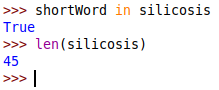 >>> shortWord in silicosis
True
>>> len(silicosis)
45
>>>